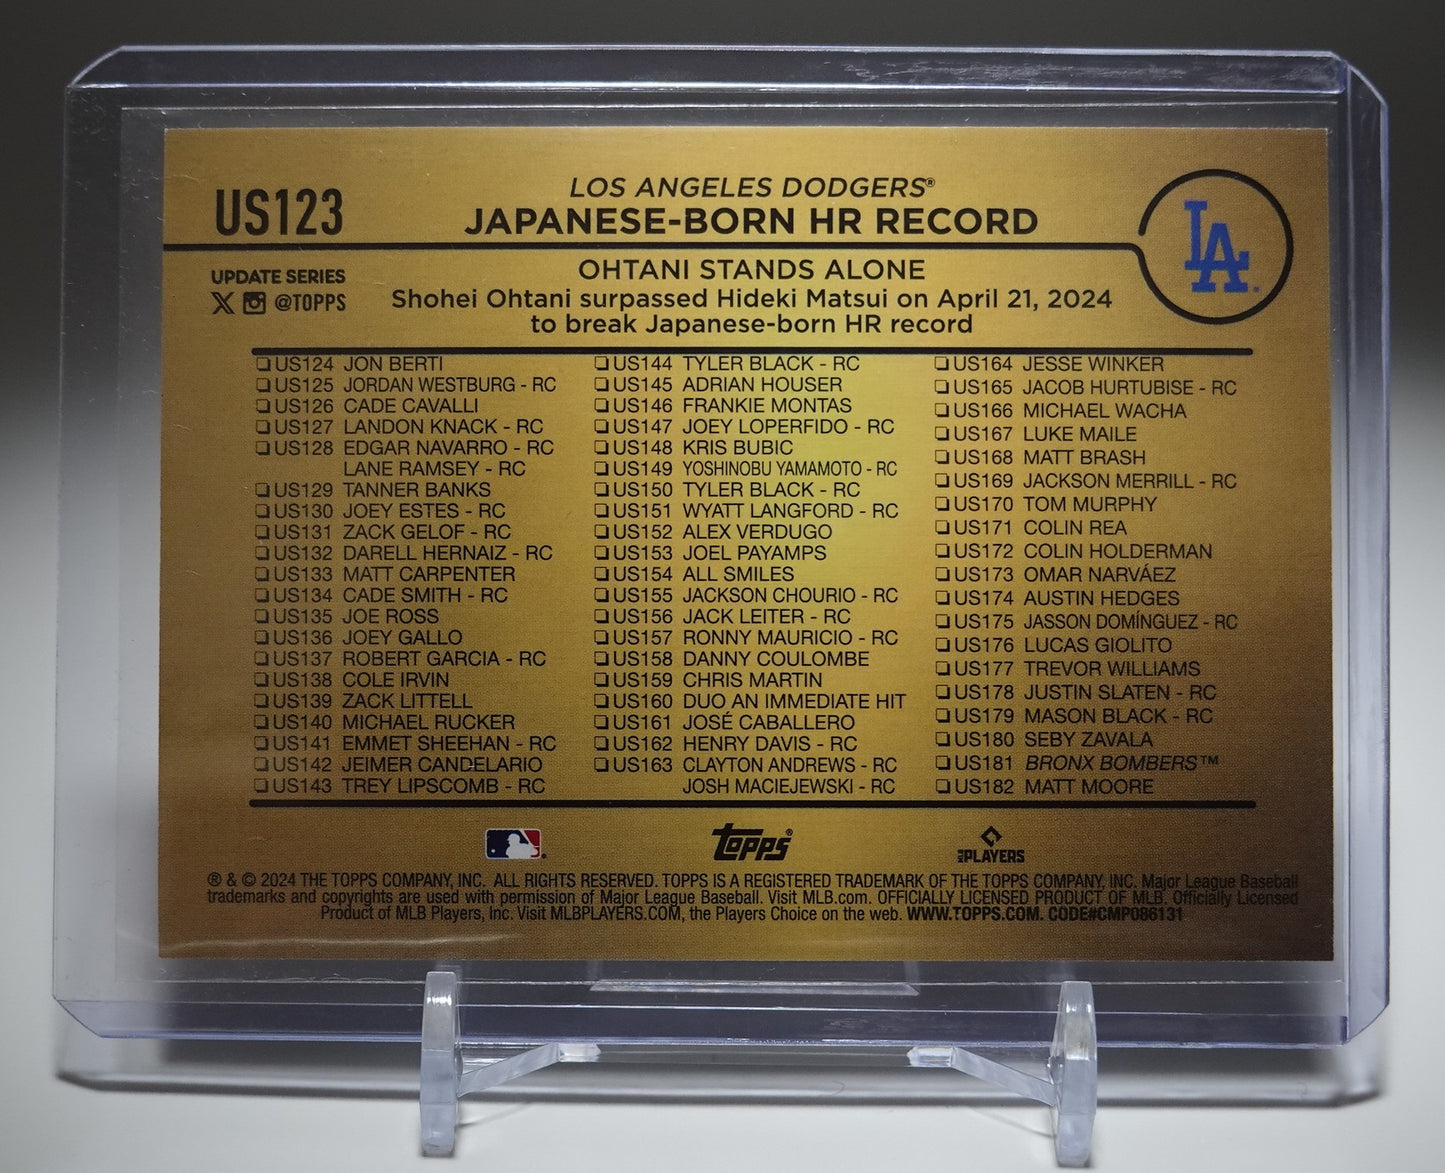 US123
LOS ANGELES DODGERS®
JAPANESE-BORN HR RECORD
LA
UPDATE SERIES
@TOPPS
OHTANI STANDS ALONE
Shohei Ohtani surpassed Hideki Matsui on April 21, 2024
to break Japanese-born HR record
US124 JON BERTI
US125 JORDAN WESTBURG - RC
US126 CADE CAVALLI
US127 LANDON KNACK - RC
US128 EDGAR NAVARRO - RC
LANE RAMSEY - RC
US129 TANNER BANKS
US130 JOEY ESTES - RC
US131 ZACK GELOF - RC
US132 DARELL HERNAIZ - RC
US133 MATT CARPENTER
US134 CADE SMITH - RC
US135 JOE ROSS
US136 JOEY GALLO
US137 ROBERT GARCIA - RC
US138 COLE IRVIN
US139 ZACK LITTELL
US140 MICHAEL RUCKER
US141 EMMET SHEEHAN - RC
US142 JEIMER CANDELARIO
US143 TREY LIPSCOMB - RC
US144 TYLER BLACK - RC
US145 ADRIAN HOUSER
US146 FRANKIE MONTAS
US147 JOEY LOPERFIDO - RC
US148 KRIS BUBIC
US149 YOSHINOBU YAMAMOTO - RC
US150 TYLER BLACK - RC
US151 WYATT LANGFORD - RC
US152 ALEX VERDUGO
US153 JOEL PAYAMPS
US154 ALL SMILES
US155 JACKSON CHOURIO - RC
US156 JACK LEITER - RC
US157 RONNY MAURICIO - RC
US158 DANNY COULOMBE
US159 CHRIS MARTIN
US160 DUO AN IMMEDIATE HIT
US161 JOSÉ CABALLERO
US162 HENRY DAVIS - RC
US163 CLAYTON ANDREWS - RC
JOSH MACIEJEWSKI - RC
US164 JESSE WINKER
US165 JACOB HURTUBISE - RC
US166 MICHAEL WACHA
US167 LUKE MAILE
US168 MATT BRASH
US169 JACKSON MERRILL - RC
US170 TOM MURPHY
US171 COLIN REA
US172 COLIN HOLDERMAN
US173 OMAR NARVÁEZ
US174 AUSTIN HEDGES
US175 JASSON DOMÍNGUEZ - RC
US176 LUCAS GIOLITO
US177 TREVOR WILLIAMS
US178 JUSTIN SLATEN - RC
US179 MASON BLACK - RC
US180 SEBY ZAVALA
US181 BRONX BOMBERS™
US182 MATT MOORE
topps®
MLB PLAYERS
® & © 2024 THE TOPPS COMPANY, INC. ALL RIGHTS RESERVED. TOPPS IS A REGISTERED TRADEMARK OF THE TOPPS COMPANY, INC. Major League Baseball
trademarks and copyrights are used with permission of Major League Baseball. Visit MLB.com. OFFICIALLY LICENSED PRODUCT OF MLB. Officially Licensed
Product of MLB Players, Inc. Visit MLBPLAYERS.COM, the Players Choice on the web. WWW.TOPPS.COM. CODE#CMP086131